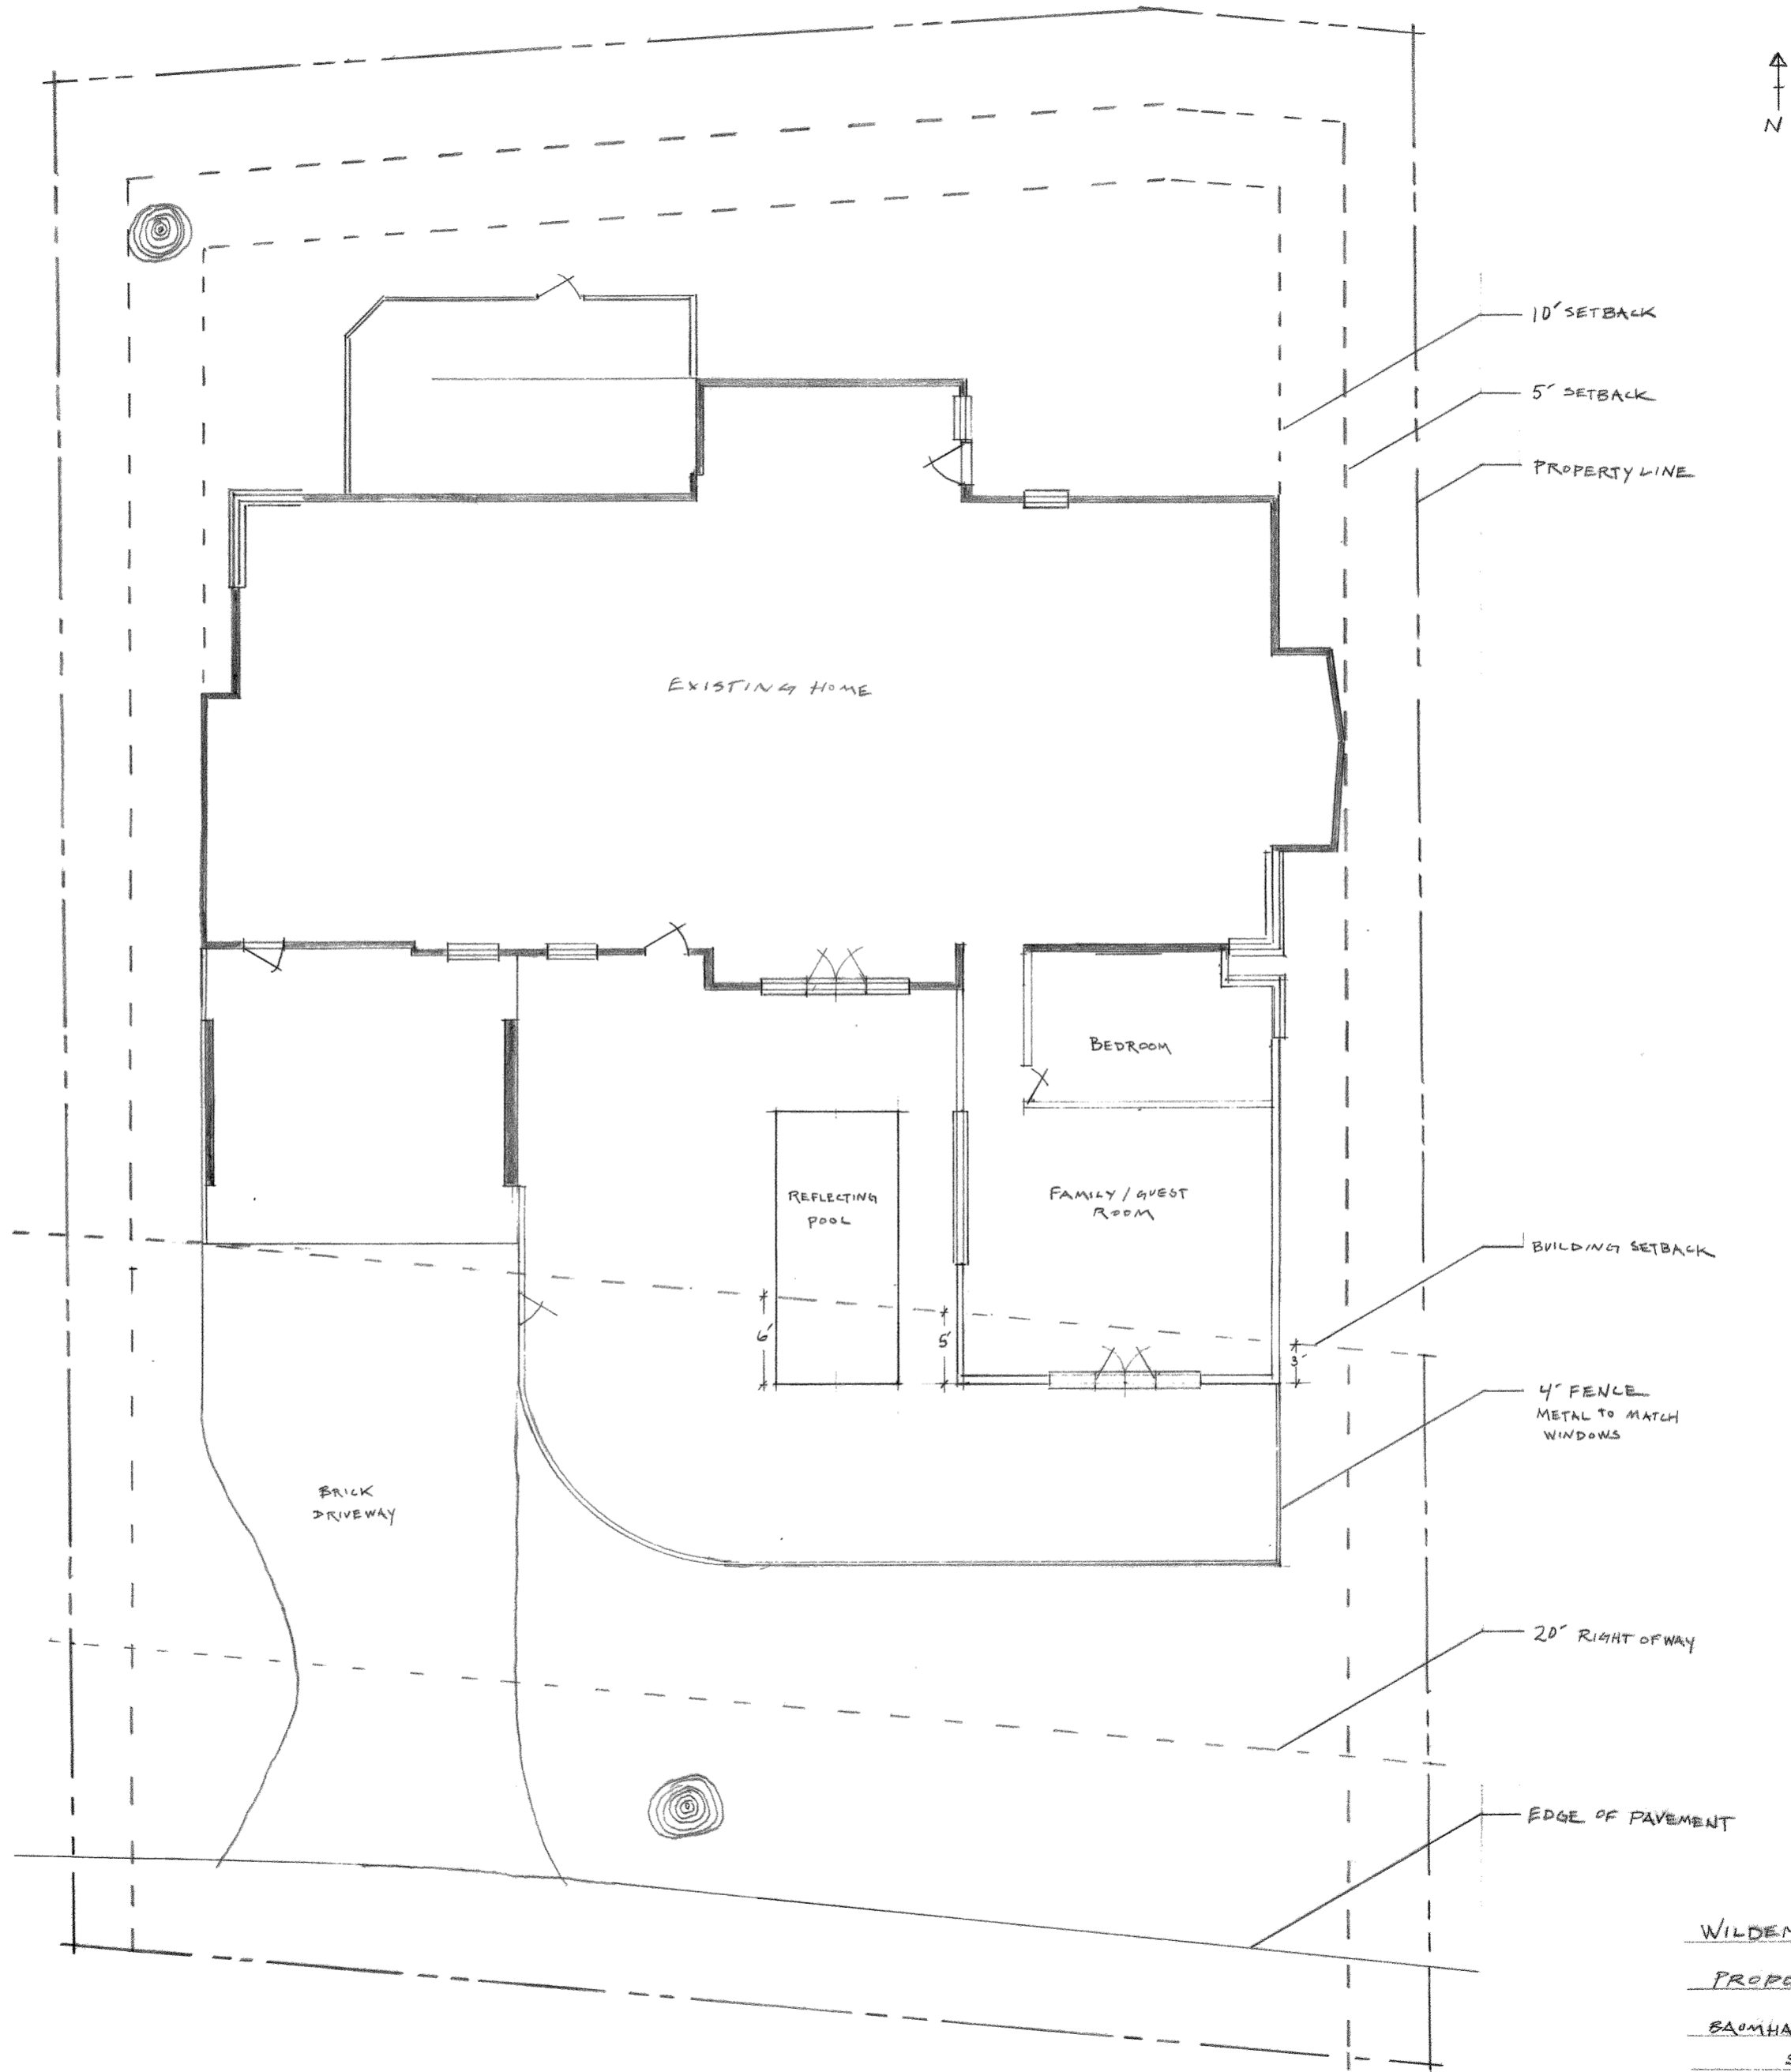 N
10' SETBACK
5' SETBACK
PROPERTY LINE
EXISTING HOME
BEDROOM
REFLECTING
POOL
FAMILY / GUEST
ROOM
BUILDING SETBACK
6'
5'
3'
4' FENCE
METAL TO MATCH
WINDOWS
BRICK
DRIVEWAY
20' RIGHT OF WAY
EDGE OF PAVEMENT